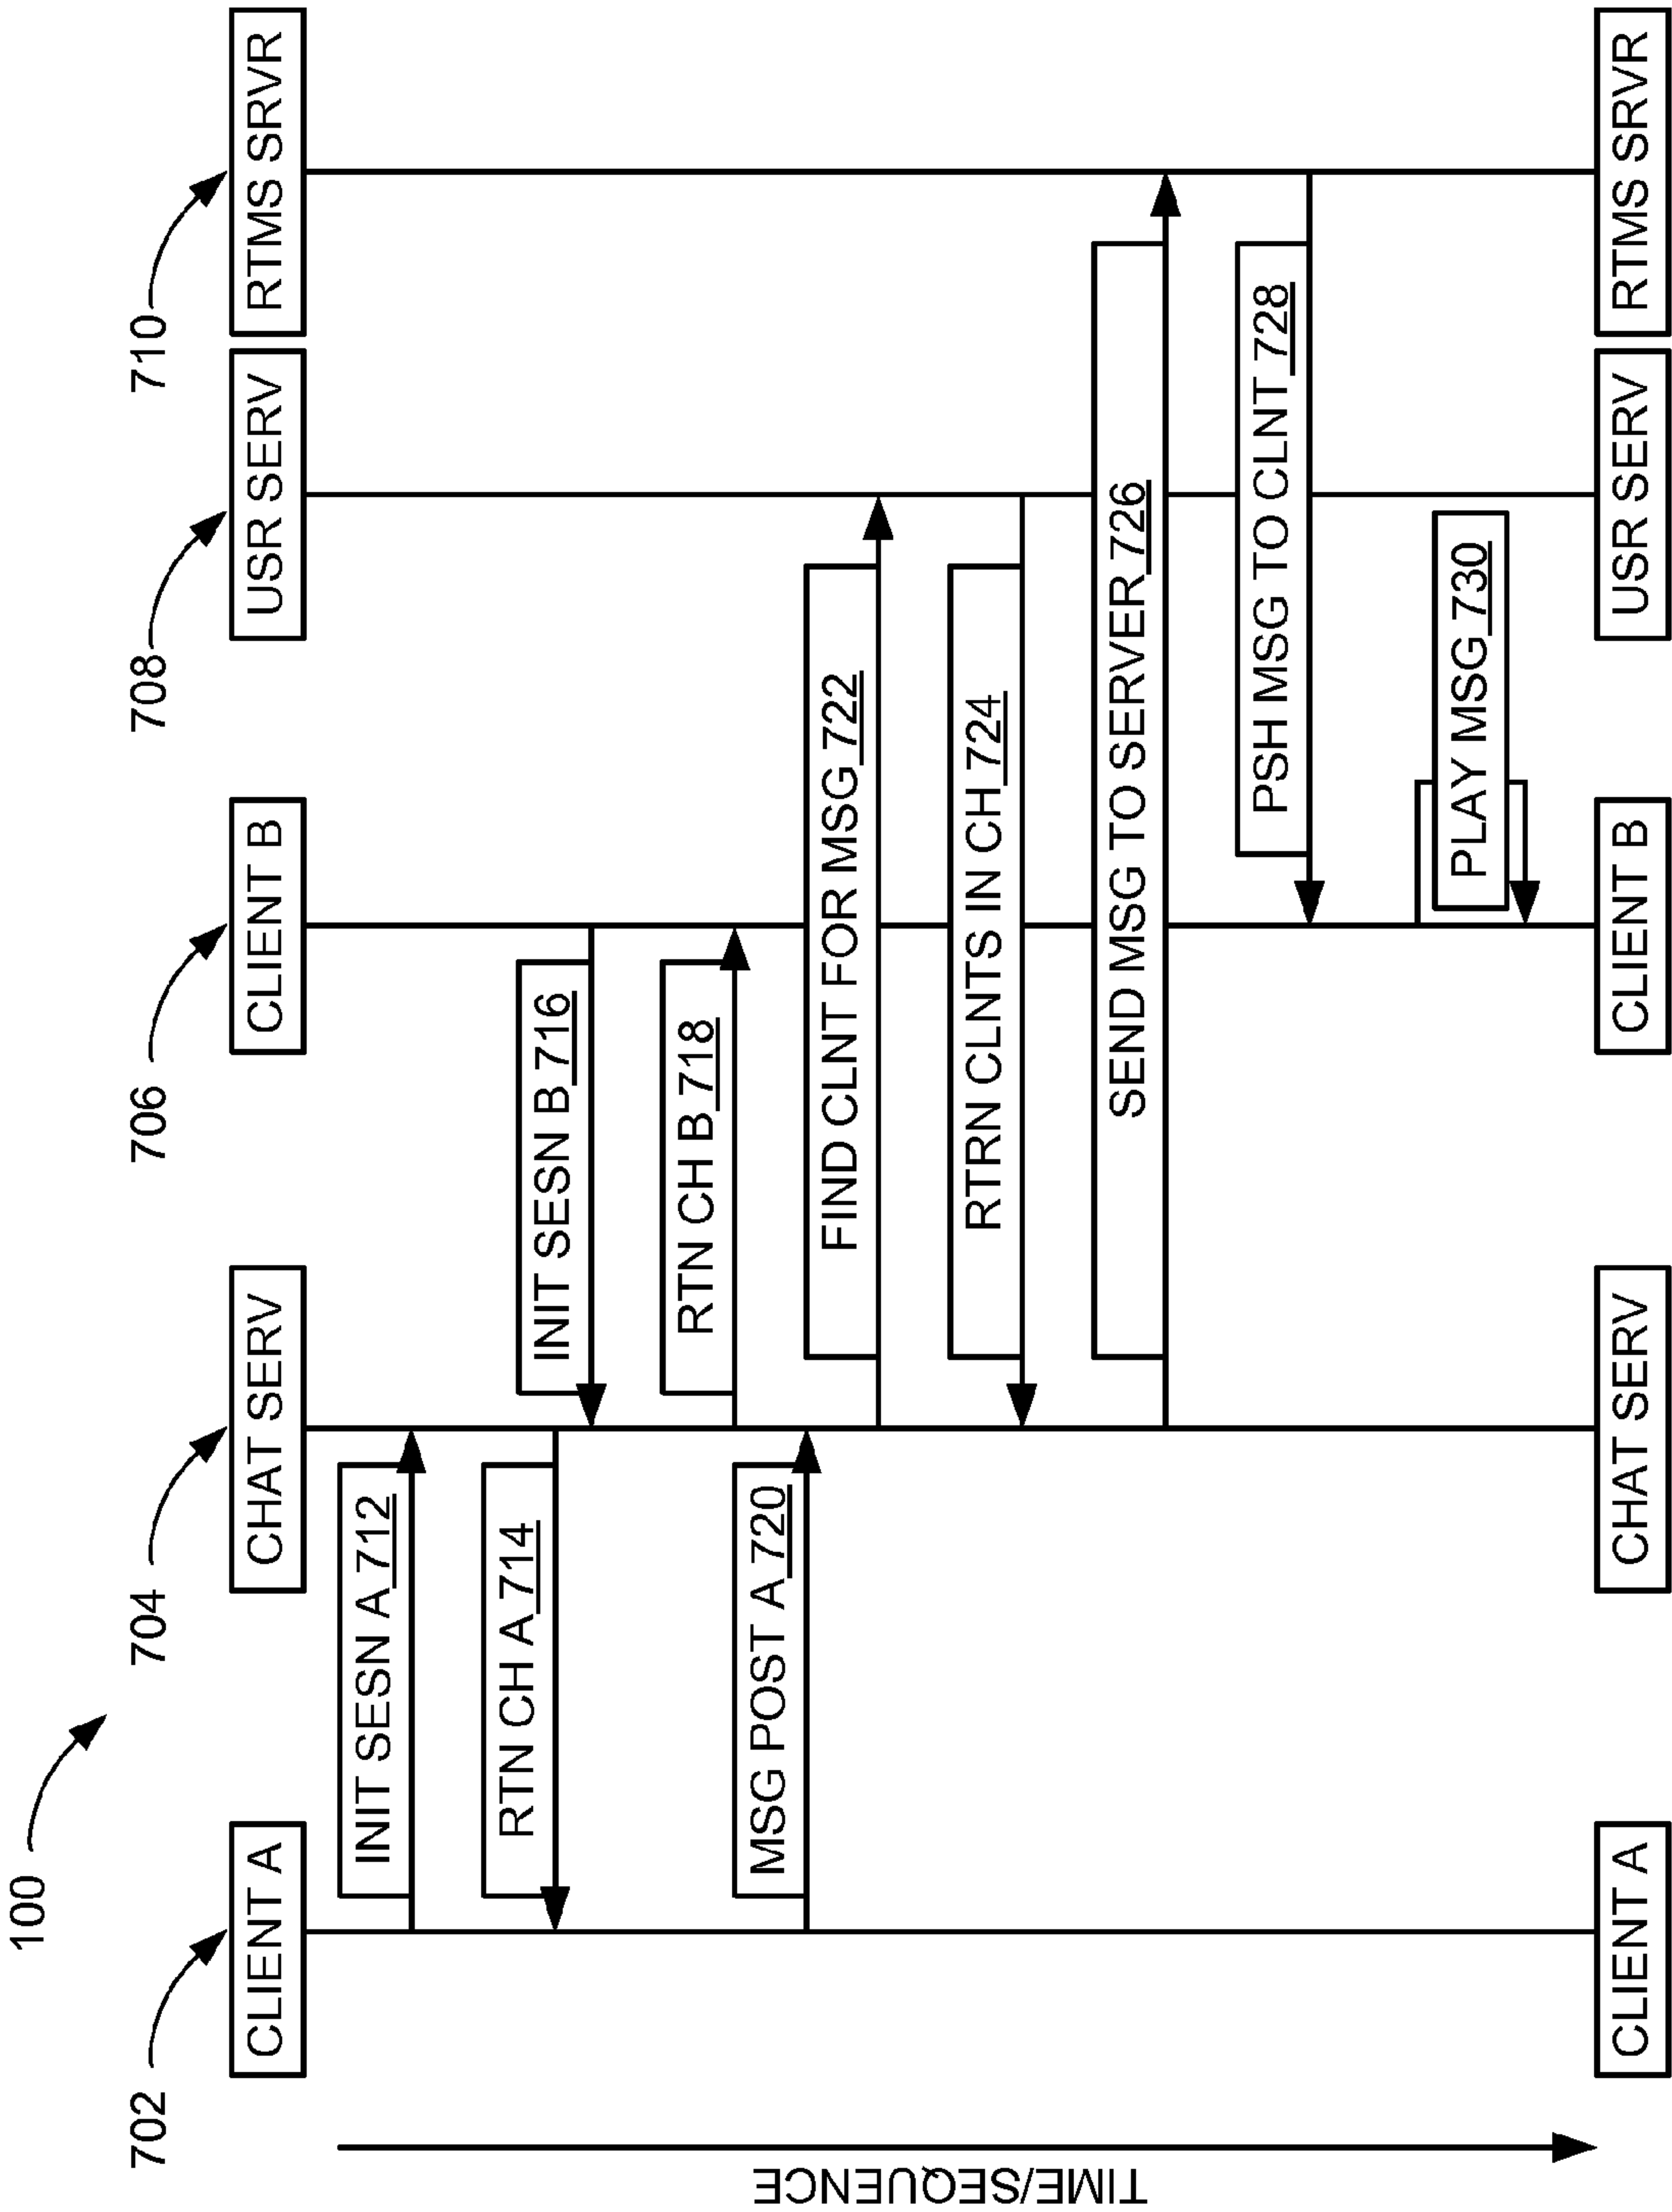 100
702
704
706
708
710
CLIENT A
CHAT SERV
CLIENT B
USR SERV
RTMS SRVR
TIME/SEQUENCE
INIT SESN A 712
RTN CH A 714
INIT SESN B 716
RTN CH B 718
MSG POST A 720
FIND CLNT FOR MSG 722
RTRN CLNTS IN CH 724
SEND MSG TO SERVER 726
PSH MSG TO CLNT 728
PLAY MSG 730
CLIENT A
CHAT SERV
CLIENT B
USR SERV
RTMS SRVR